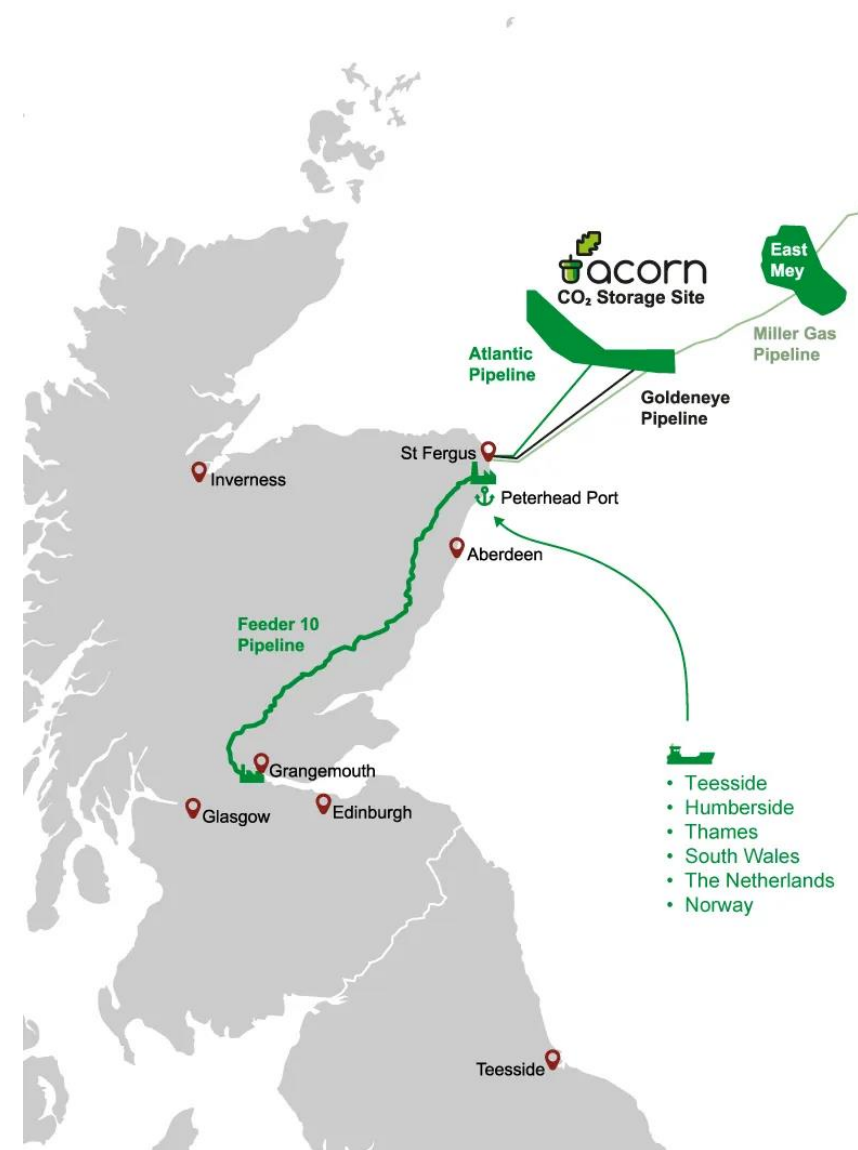 acorn
CO₂ Storage Site
East
Mey
Miller Gas
Pipeline
Atlantic
Pipeline
Goldeneye
Pipeline
St Fergus
Inverness
Peterhead Port
Aberdeen
Feeder 10
Pipeline
Grangemouth
Glasgow
Edinburgh
• Teesside
• Humberside
• Thames
• South Wales
• The Netherlands
• Norway
Teesside